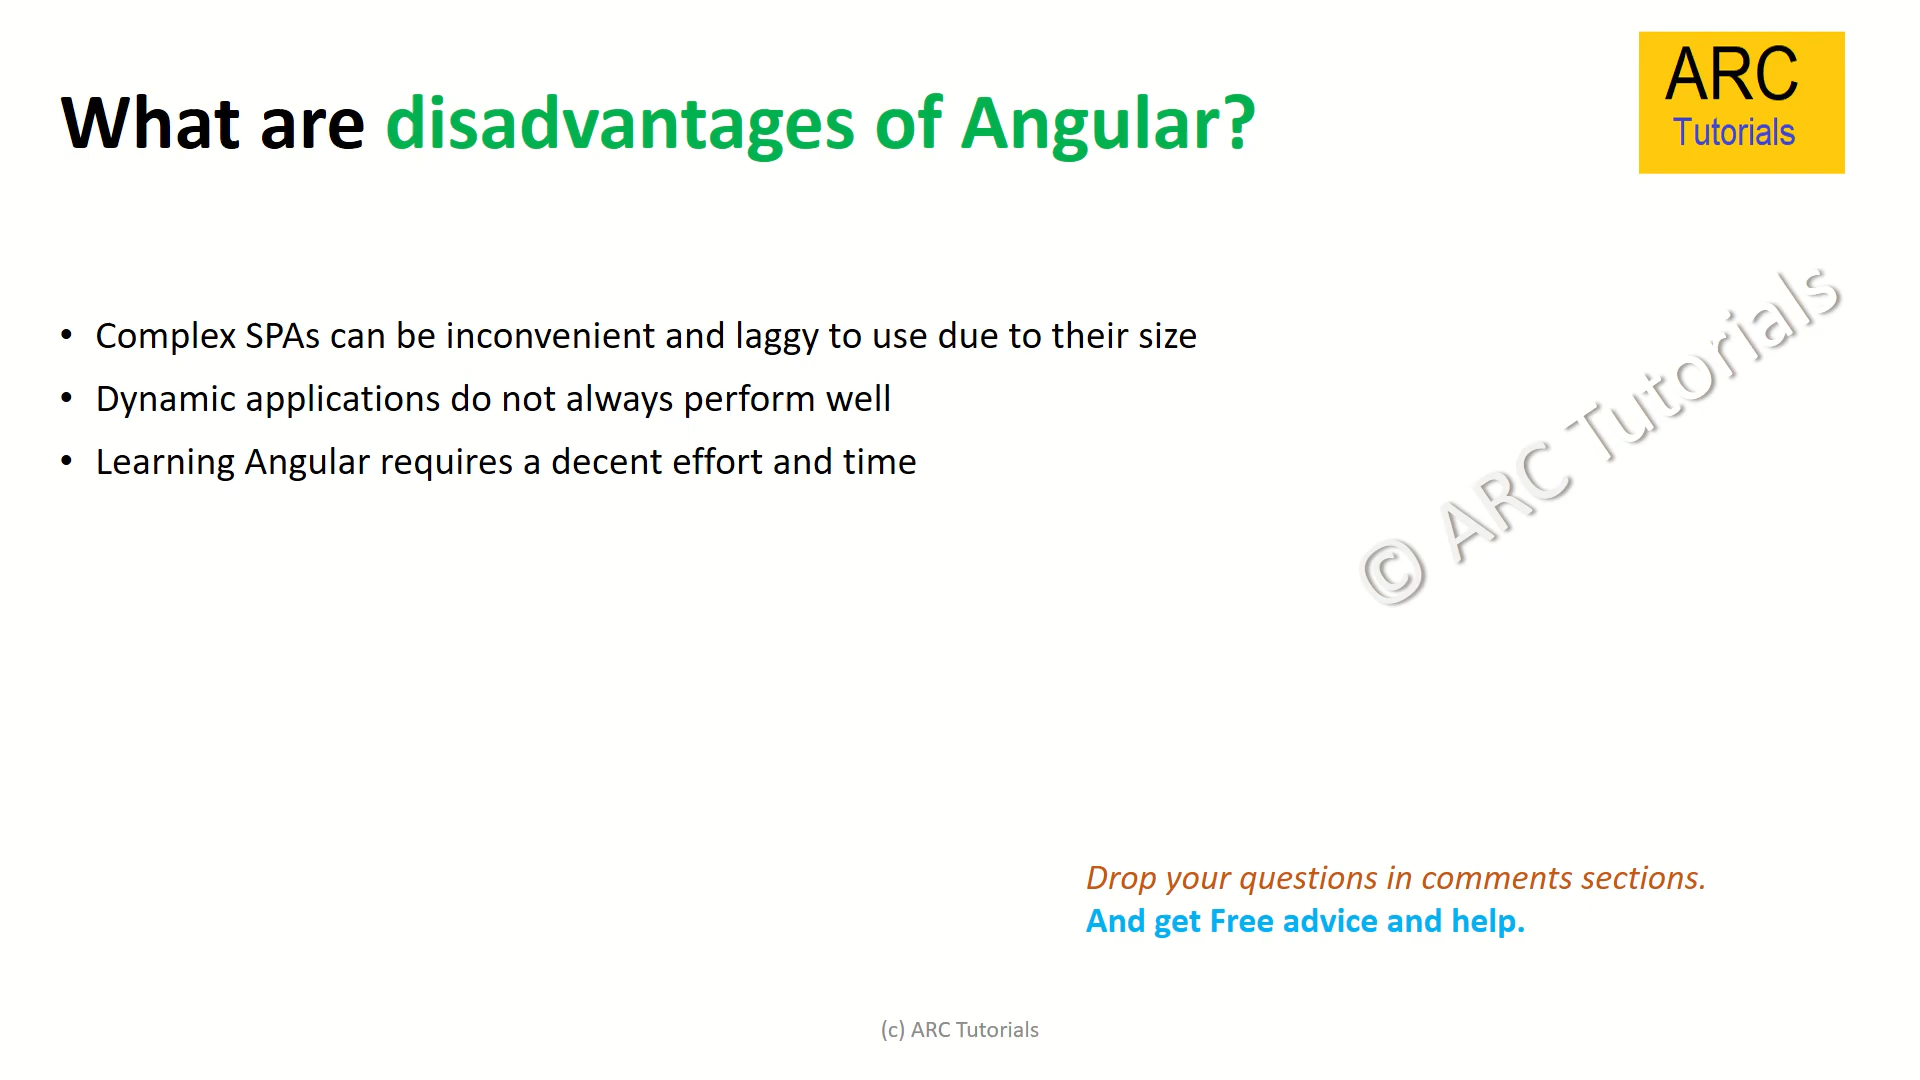 What are disadvantages of Angular?
ARC
Tutorials
• Complex SPAs can be inconvenient and laggy to use due to their size
• Dynamic applications do not always perform well
• Learning Angular requires a decent effort and time
© ARC Tutorials
Drop your questions in comments sections.
And get Free advice and help.
(c) ARC Tutorials